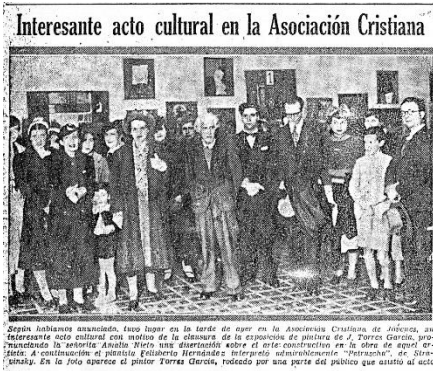 Interesante acto cultural en la Asociación Cristiana
1
Según habíamos anunciado, tuvo lugar en la tarde de ayer en la Asociación Cristiana de Jóvenes, un
interesante acto cultural con motivo de la clausura de la exposición de pintura de J. Torres García, pro-
nunciando la señorita Amalia Nieto una disertación sobre el arte constructivo en la obra de aquel ar-
tista. A continuación el pianista Felisberto Hernández interpretó admirablemente "Petruscha", de Stra-
vinsky. En la foto aparece el pintor Torres García, rodeado por una parte del público que asistió al acto